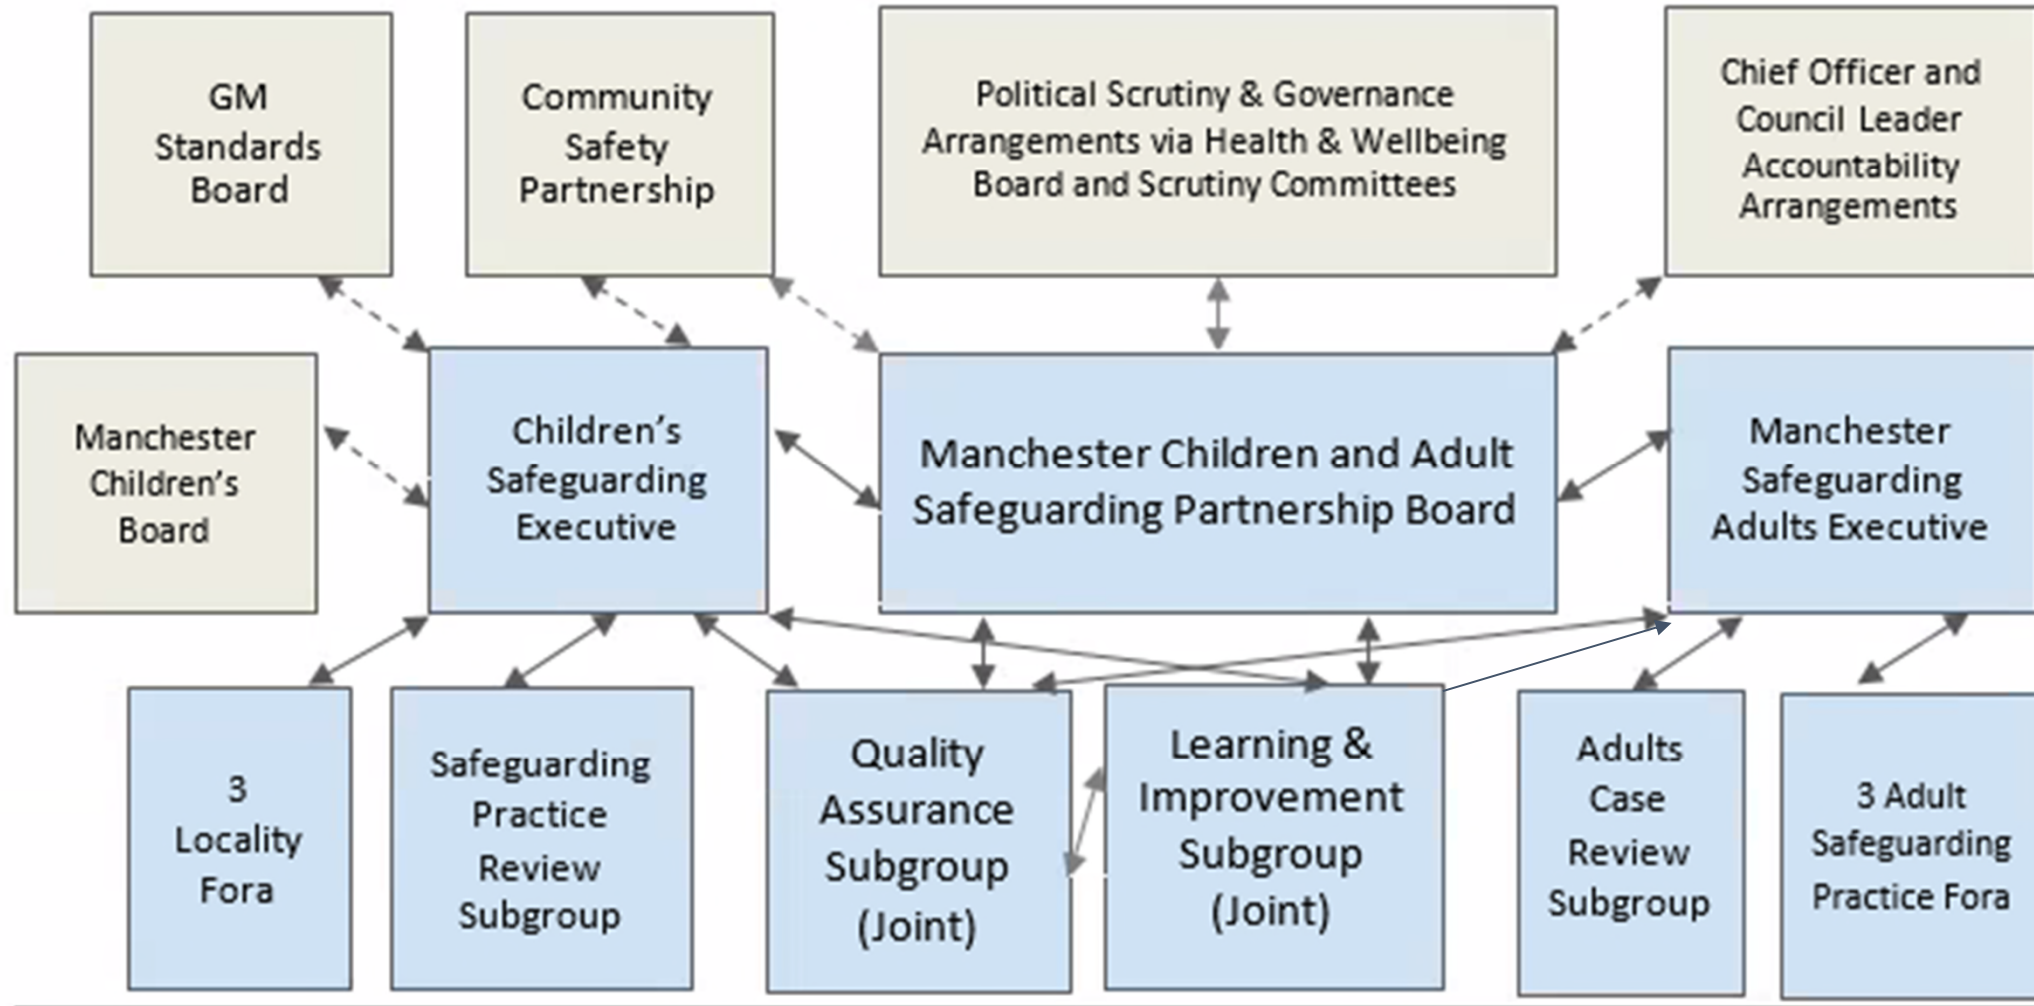 GM
Standards
Board
Community
Safety
Partnership
Political Scrutiny & Governance
Arrangements via Health & Wellbeing
Board and Scrutiny Committees
Chief Officer and
Council Leader
Accountability
Arrangements
Manchester
Children's
Board
Children's
Safeguarding
Executive
Manchester Children and Adult
Safeguarding Partnership Board
Manchester
Safeguarding
Adults Executive
3
Locality
Fora
Safeguarding
Practice
Review
Subgroup
Quality
Assurance
Subgroup
(Joint)
Learning &
Improvement
Subgroup
(Joint)
Adults
Case
Review
Subgroup
3 Adult
Safeguarding
Practice Fora